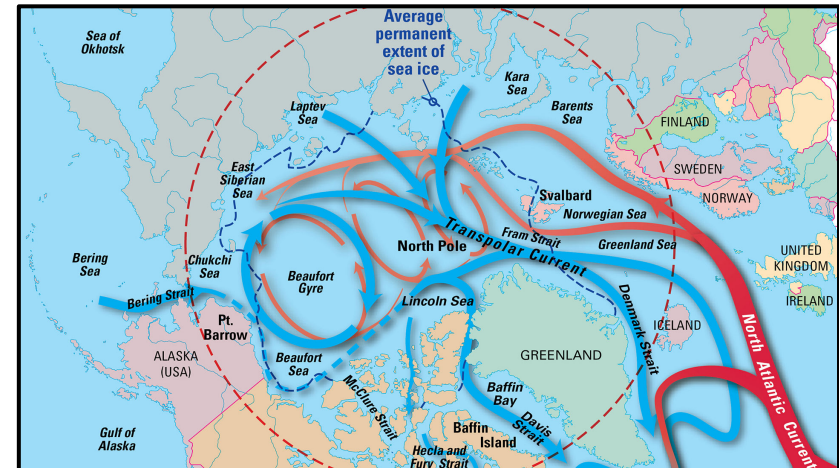 Average
permanent
extent of
sea ice
Sea of
Okhotsk
Kara
Sea
Laptev
Sea
Barents
Sea
FINLAND
East
Siberian
Sea
SWEDEN
Svalbard
NORWAY
Norwegian Sea
Transpolar Current
Fram Strait
Greenland Sea
North Pole
UNITED
KINGDOM
Bering
Sea
Chukchi
Sea
Beaufort
Gyre
IRELAND
Bering Strait
Lincoln Sea
Denmark Strait
Pt.
Barrow
ICELAND
North Atlantic Current
ALASKA
(USA)
Beaufort
Sea
GREENLAND
McClure Strait
Baffin
Bay
Davis
Strait
Gulf of
Alaska
Baffin
Island
Hecla and
Fury Strait